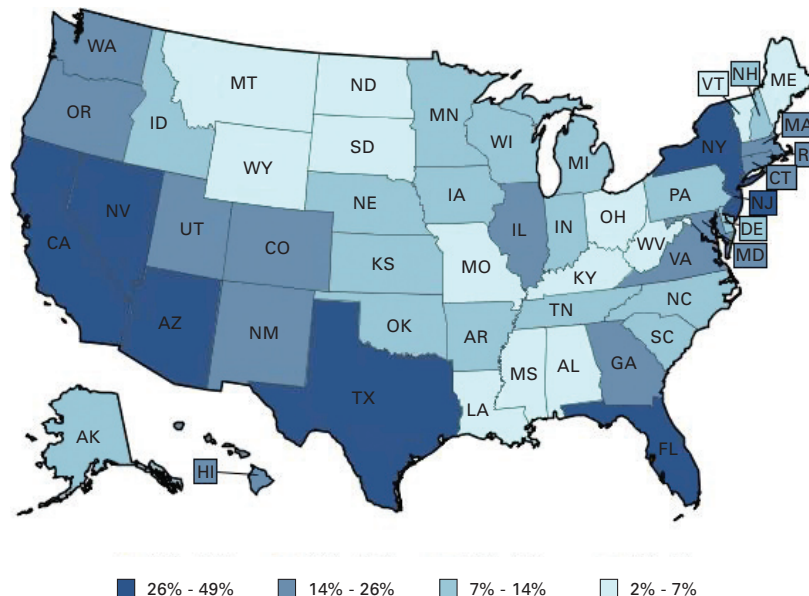 WA
MT
ND
MN
VT
NH
ME
OR
ID
SD
WI
MI
NY
MA
R
CT
WY
IA
NE
PA
NJ
NV
UT
CO
IL
IN
OH
DE
CA
KS
MO
WV
VA
MD
KY
NC
AZ
NM
OK
AR
TN
SC
TX
MS
AL
GA
LA
AK
FL
HI
26% - 49%
14% - 26%
7% - 14%
2% - 7%